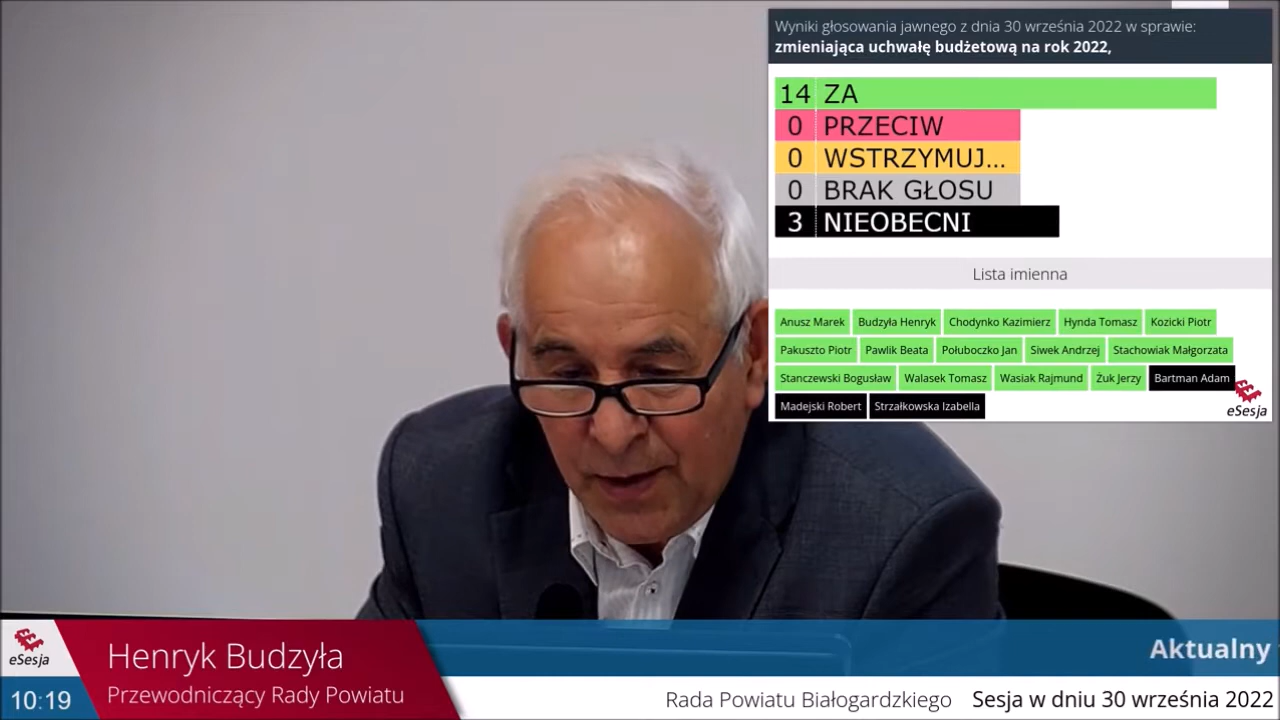 Wyniki głosowania jawnego z dnia 30 września 2022 w sprawie:
zmieniająca uchwałę budżetową na rok 2022,
14 ZA
0 PRZECIW
0 WSTRZYMUJ...
0 BRAK GŁOSU
3 NIEOBECNI
Lista imienna
Anusz Marek Budzyła Henryk Chodynko Kazimierz Hynda Tomasz Kozicki Piotr
Pakuszto Piotr Pawlik Beata Połuboczko Jan Siwek Andrzej Stachowiak Małgorzata
Stanczewski Bogusław Walasek Tomasz Wasiak Rajmund Żuk Jerzy Bartman Adam
Madejski Robert Strzałkowska Izabella
eSesja
eSesja
10:19
Henryk Budzyła
Przewodniczący Rady Powiatu
Aktualny
Rada Powiatu Białogardzkiego Sesja w dniu 30 września 2022